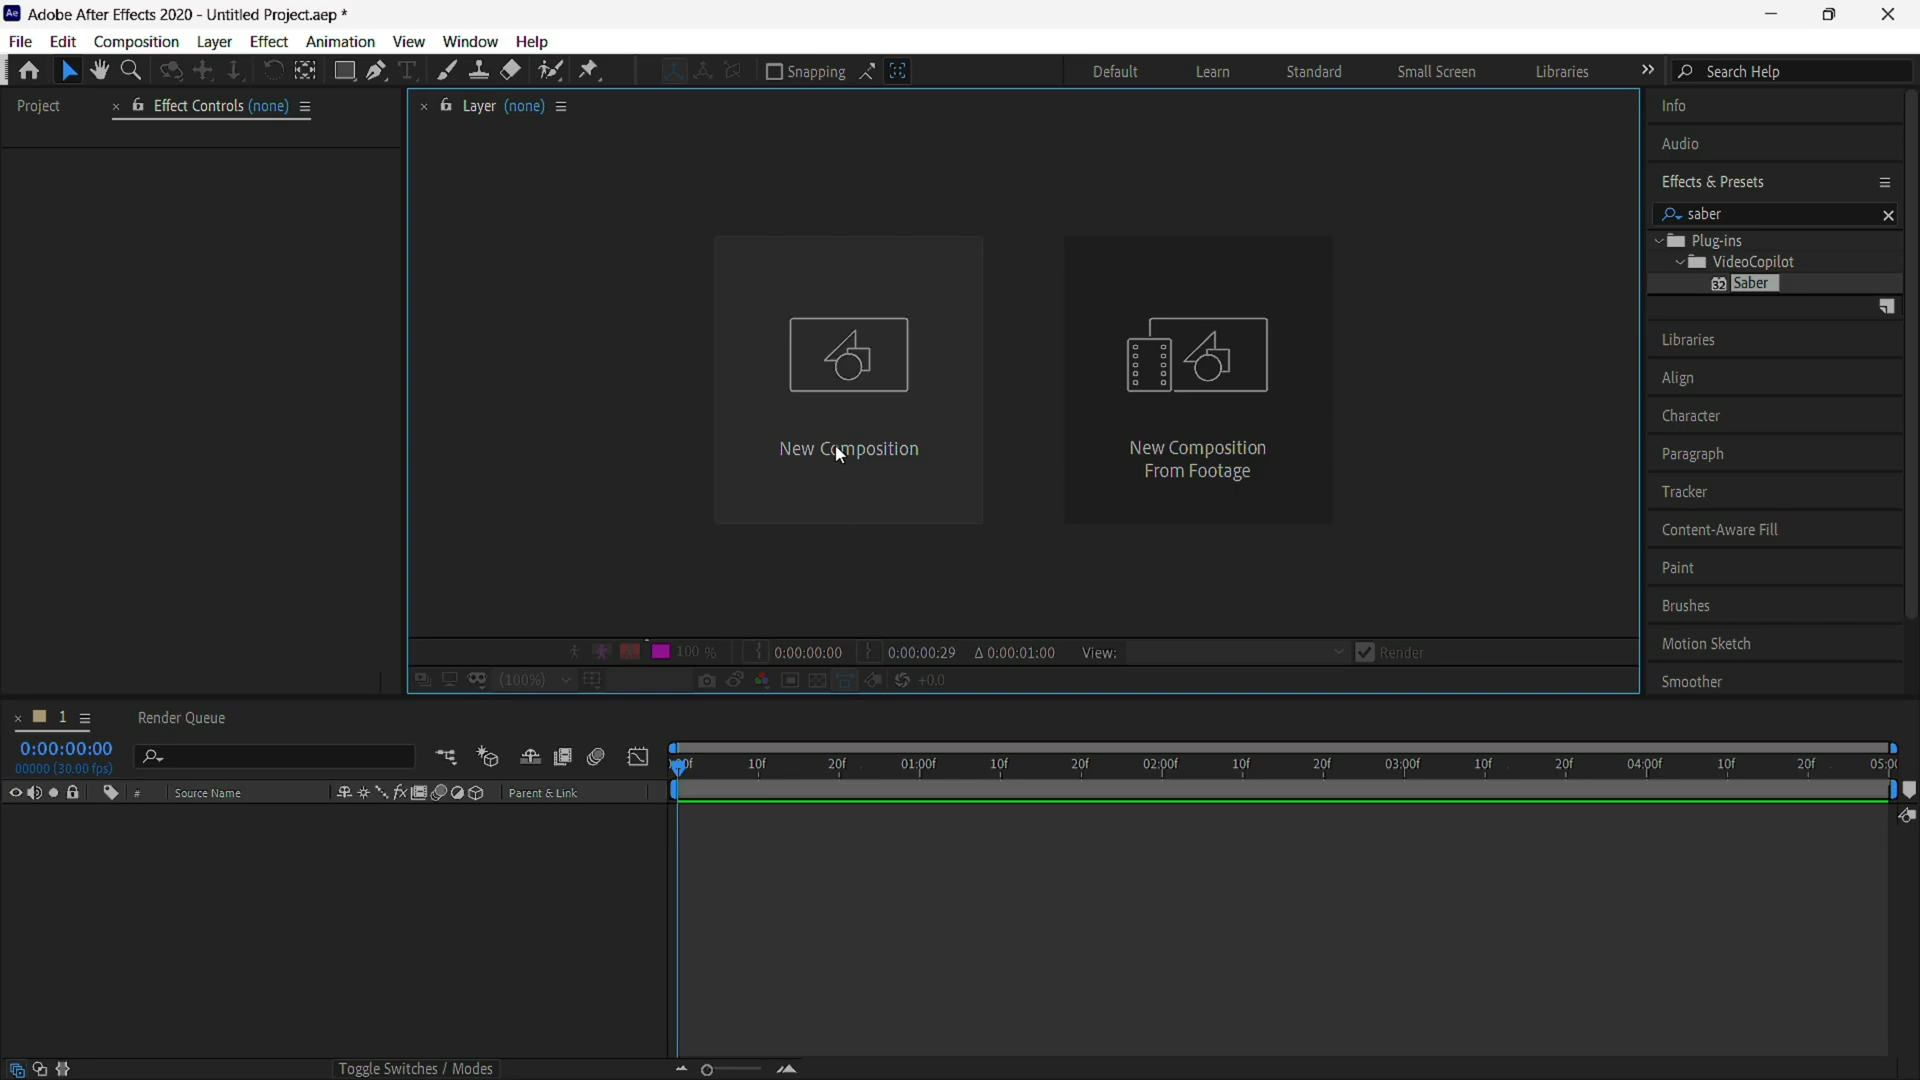 Ae Adobe After Effects 2020 - Untitled Project.aep *
File Edit Composition Layer Effect Animation View Window Help
Snapping Default Learn Standard Small Screen Libraries Search Help
Project Effect Controls (none)
Layer (none)
New Composition
New Composition
From Footage
100 % 0:00:00:00 0:00:00:29 Δ 0:00:01:00 View: Render
(100%) +0.0
Info
Audio
Effects & Presets
saber
Plug-ins
VideoCopilot
32 Saber
Libraries
Align
Character
Paragraph
Tracker
Content-Aware Fill
Paint
Brushes
Motion Sketch
Smoother
1 Render Queue
0:00:00:00
00000 (30.00 fps)
10f 20f 01:00f 10f 20f 02:00f 10f 20f 03:00f 10f 20f 04:00f 10f 20f
# Source Name fx Parent & Link
Toggle Switches / Modes